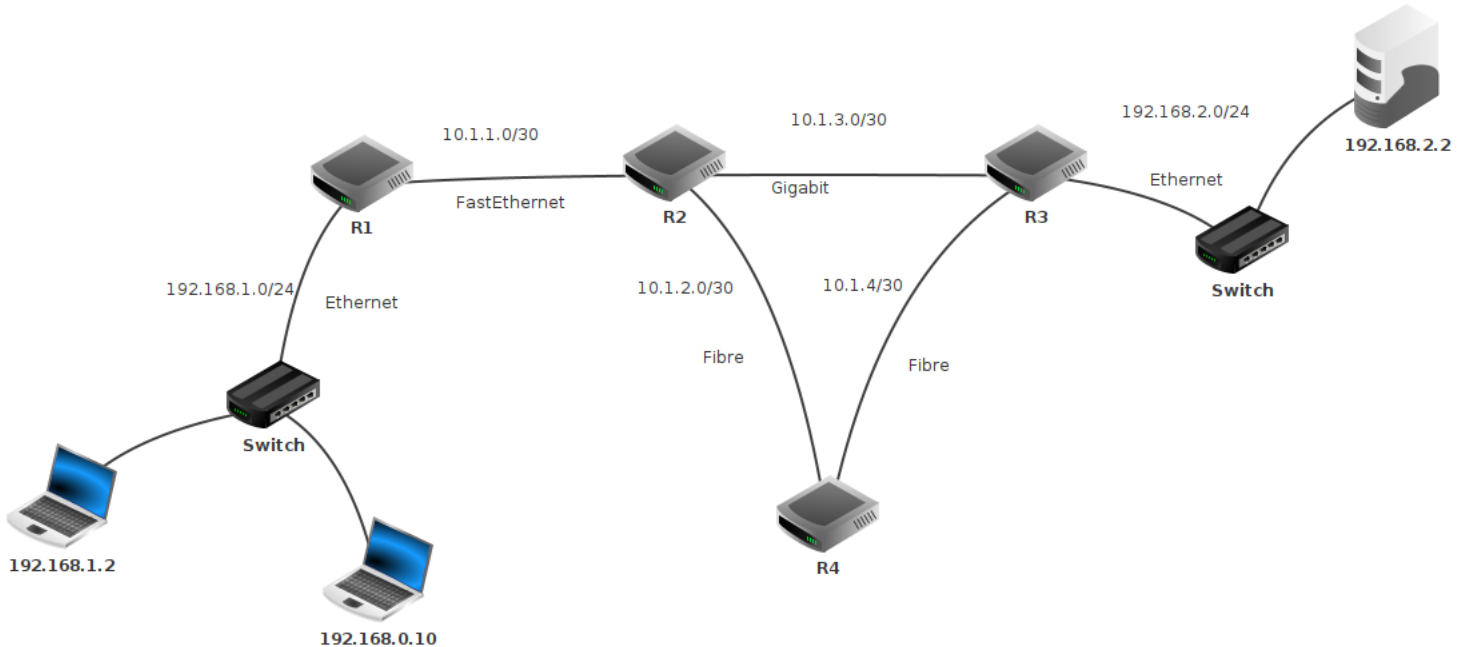 192.168.2.2
10.1.1.0/30
10.1.3.0/30
192.168.2.0/24
FastEthernet
Gigabit
Ethernet
R1
R2
R3
192.168.1.0/24
Ethernet
10.1.2.0/30
10.1.4/30
Switch
Fibre
Fibre
Switch
192.168.1.2
192.168.0.10
R4